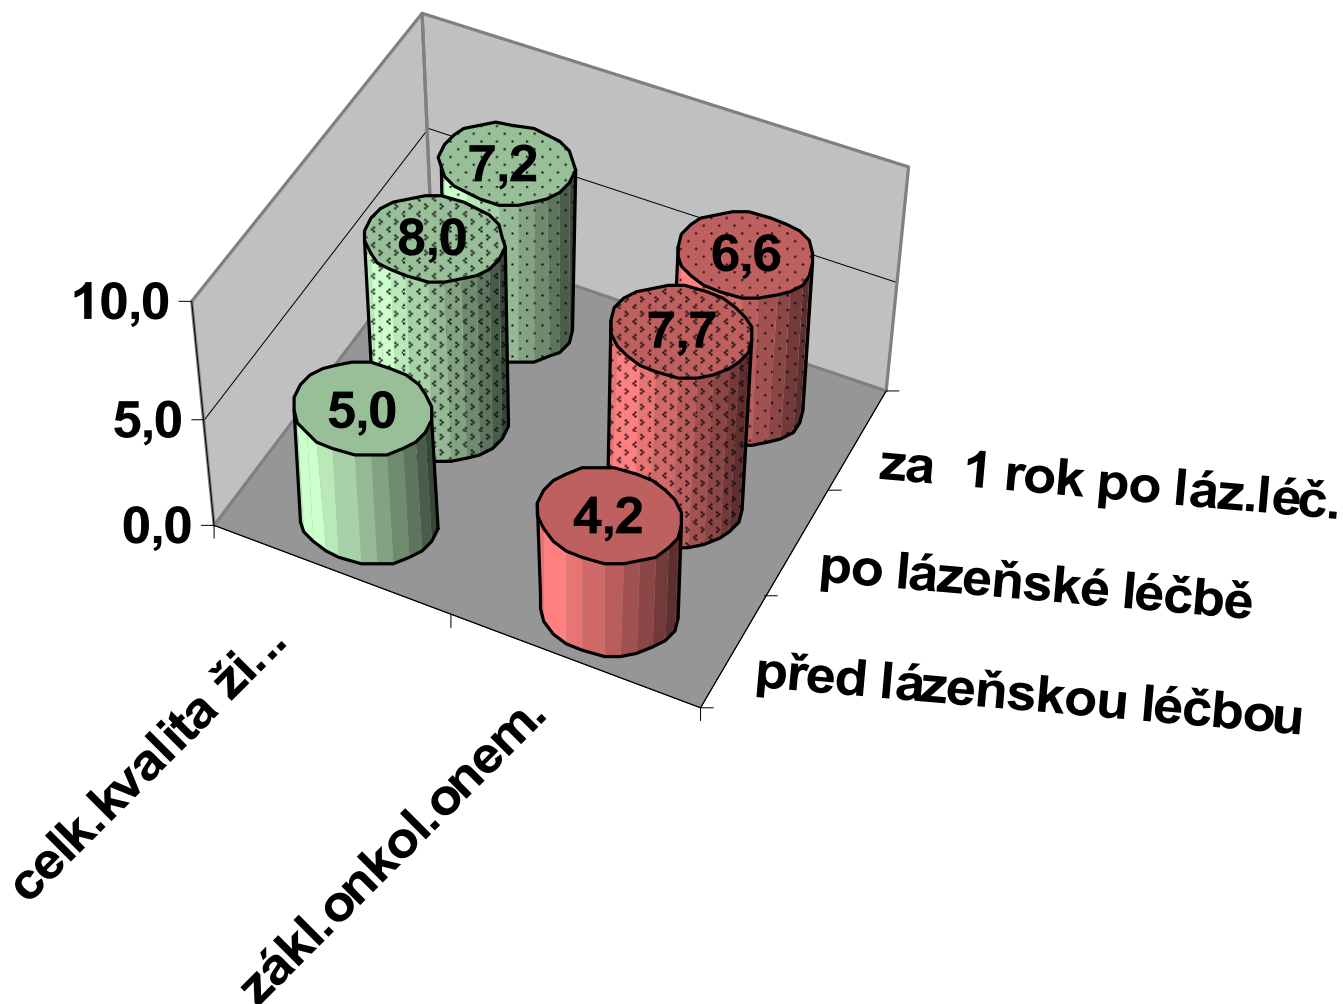 7,2
8,0
6,6
10,0
7,7
5,0
5,0
4,2
0,0
za 1 rok po láz.léč.
po lázeňské léčbě
před lázeňskou léčbou
celk.kvalita ži...
zákl.onkol.onem.